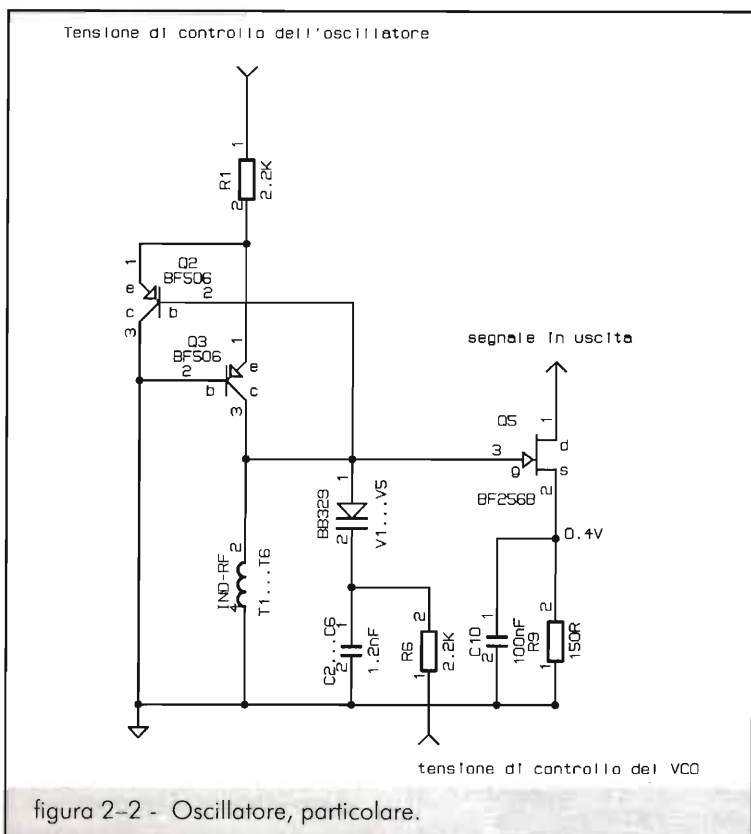 Tensione di controllo dell'oscillatore
1
R1
2.2K
2
1
Q2
BF506
e
2
c
b
3
Q3
BF506
1
2
e
b
c
3
segnale in uscita
Q5
1
3
d
g
s
2
BF256B
0.4V
1
BB329
V1...V5
2
2
IND-RF
T1...T6
4
1
C2...C6
1.2nF
2
2
R6
2.2K
1
1
C10
100nF
2
2
R9
150R
1
tensione di controllo del VCO
figura 2–2 - Oscillatore, particolare.